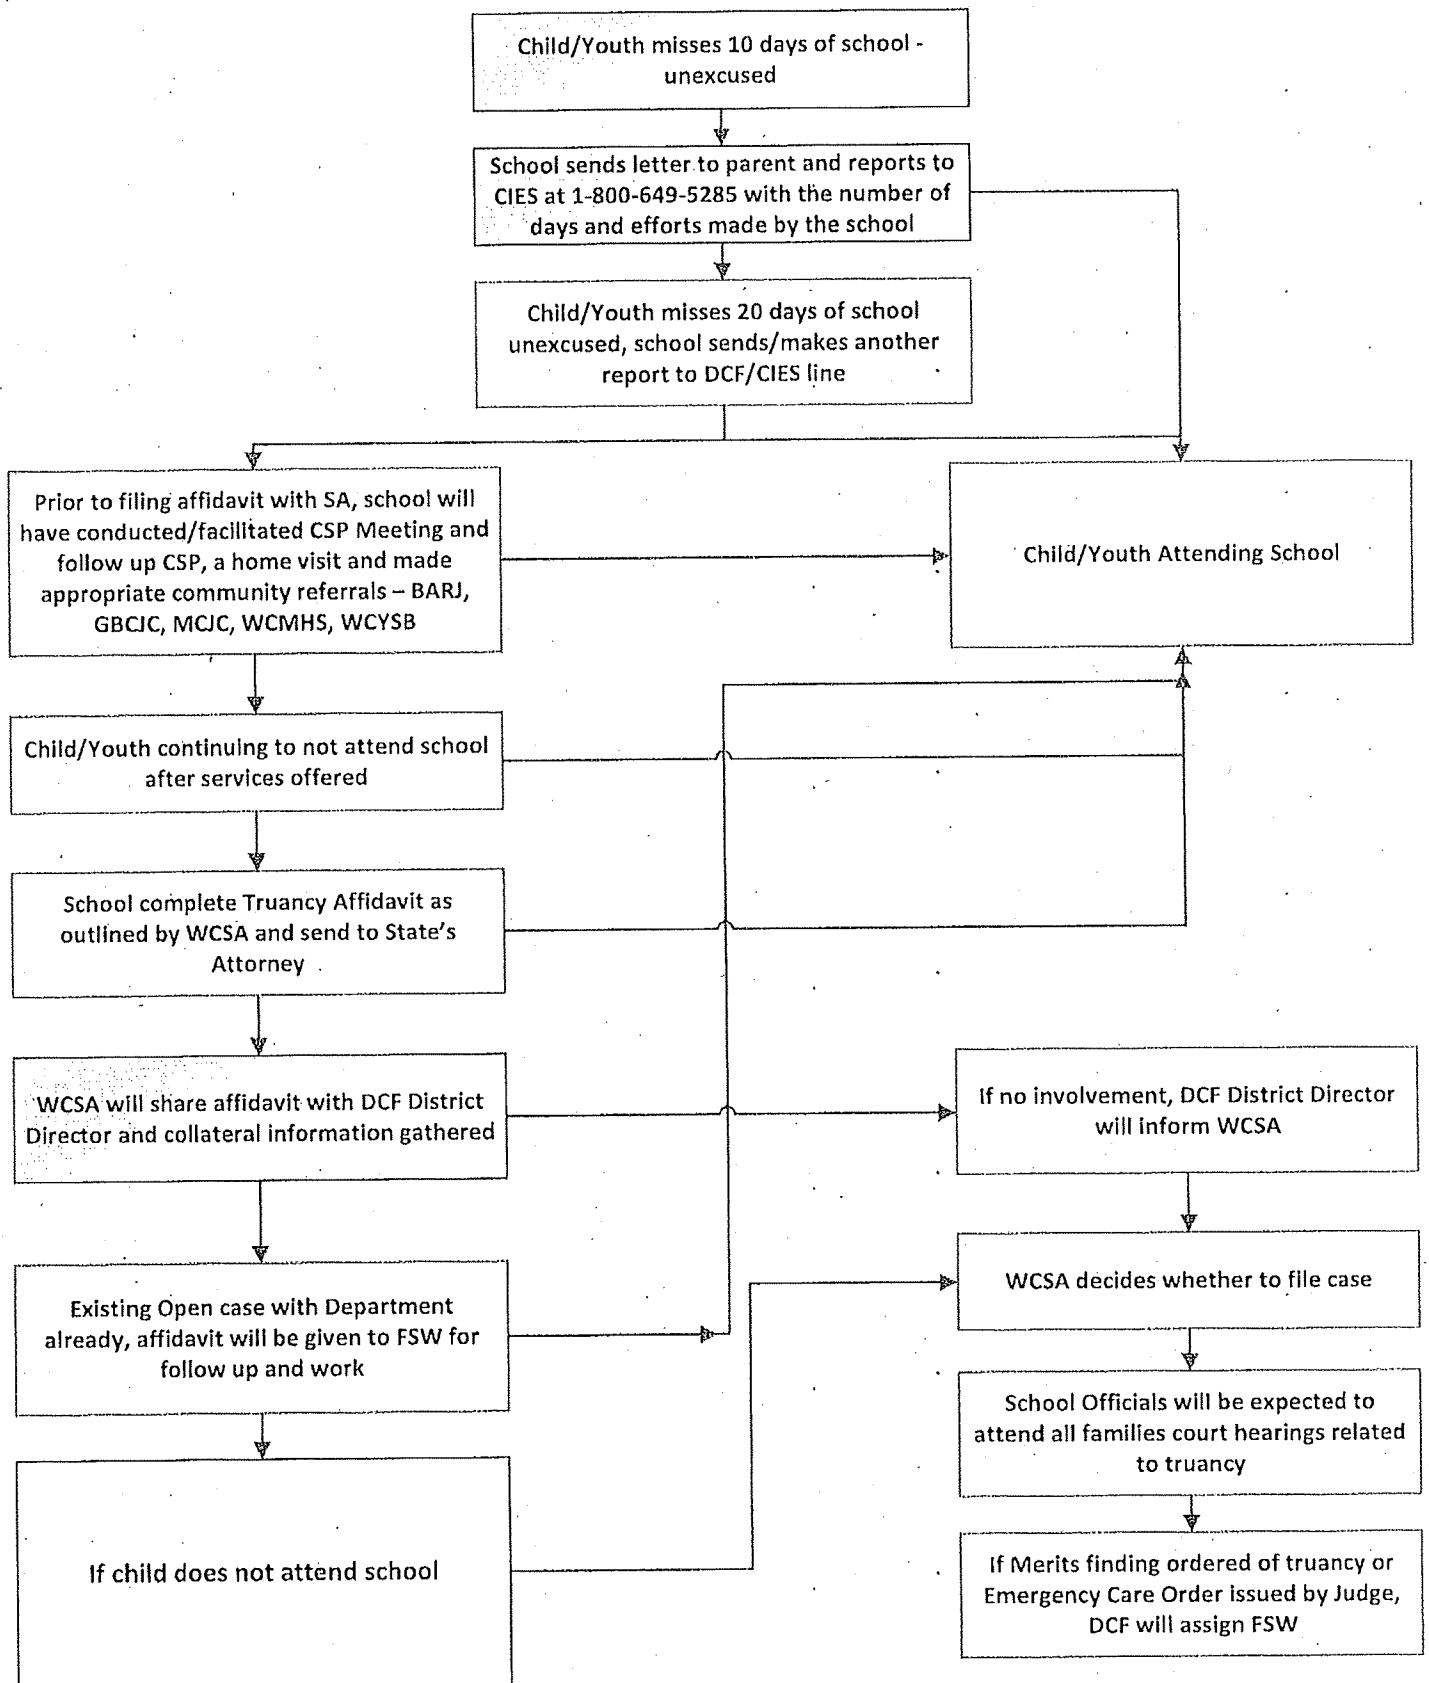 Child/Youth misses 10 days of school -
unexcused
School sends letter to parent and reports to
CIES at 1-800-649-5285 with the number of
days and efforts made by the school
Child/Youth misses 20 days of school
unexcused, school sends/makes another
report to DCF/CIES line
Prior to filing affidavit with SA, school will
have conducted/facilitated CSP Meeting and
follow up CSP, a home visit and made
appropriate community referrals – BARJ,
GBCJC, MCJC, WCMHS, WCYSB
Child/Youth Attending School
Child/Youth continuing to not attend school
after services offered
School complete Truancy Affidavit as
outlined by WCSA and send to State's
Attorney
WCSA will share affidavit with DCF District
Director and collateral information gathered
If no involvement, DCF District Director
will inform WCSA
Existing Open case with Department
already, affidavit will be given to FSW for
follow up and work
WCSA decides whether to file case
School Officials will be expected to
attend all families court hearings related
to truancy
If child does not attend school
If Merits finding ordered of truancy or
Emergency Care Order issued by Judge,
DCF will assign FSW